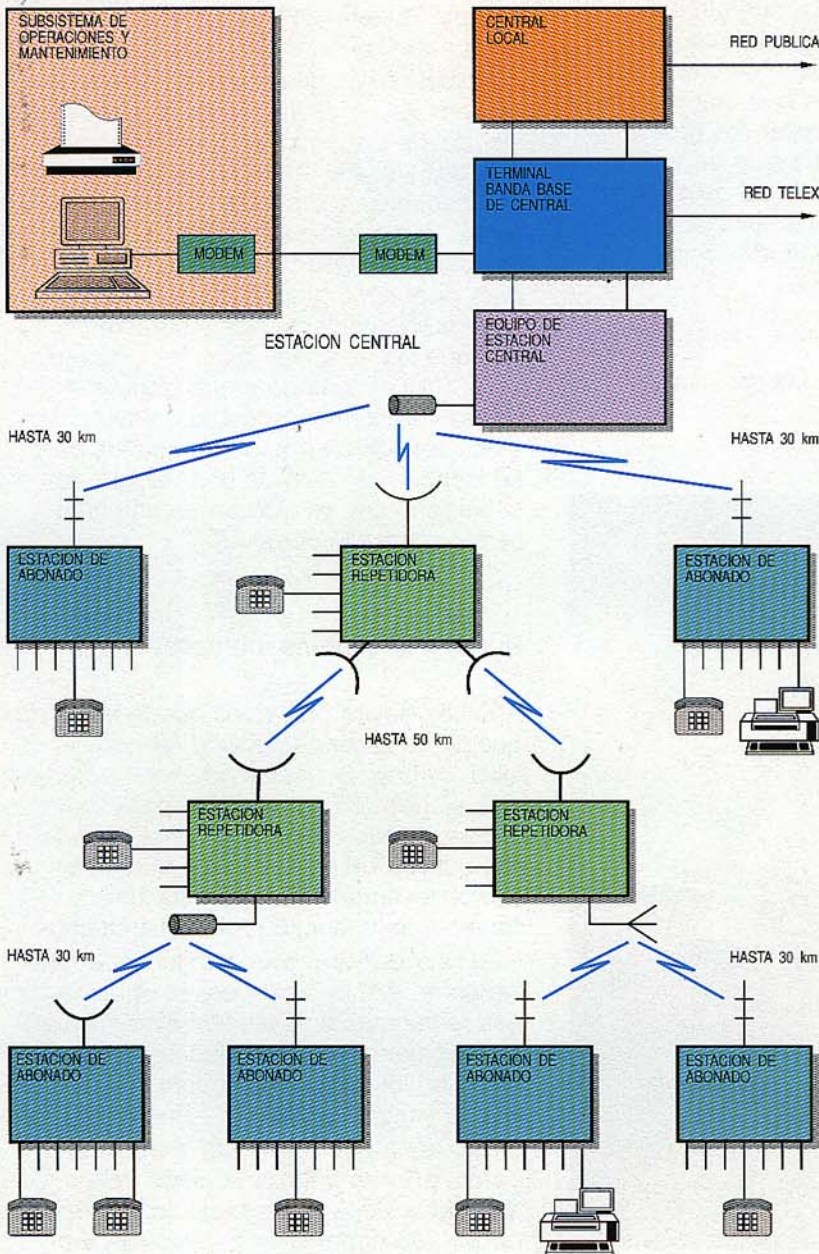 SUBSISTEMA DE
OPERACIONES Y
MANTENIMIENTO
CENTRAL
LOCAL
RED PUBLICA
TERMINAL
BANDA BASE
DE CENTRAL
RED TELEX
MODEM
MODEM
EQUIPO DE
ESTACION
CENTRAL
ESTACION CENTRAL
HASTA 30 km
HASTA 30 km
ESTACION DE
ABONADO
ESTACION
REPETIDORA
ESTACION DE
ABONADO
HASTA 50 km
ESTACION
REPETIDORA
ESTACION
REPETIDORA
HASTA 30 km
HASTA 30 km
ESTACION DE
ABONADO
ESTACION DE
ABONADO
ESTACION DE
ABONADO
ESTACION DE
ABONADO